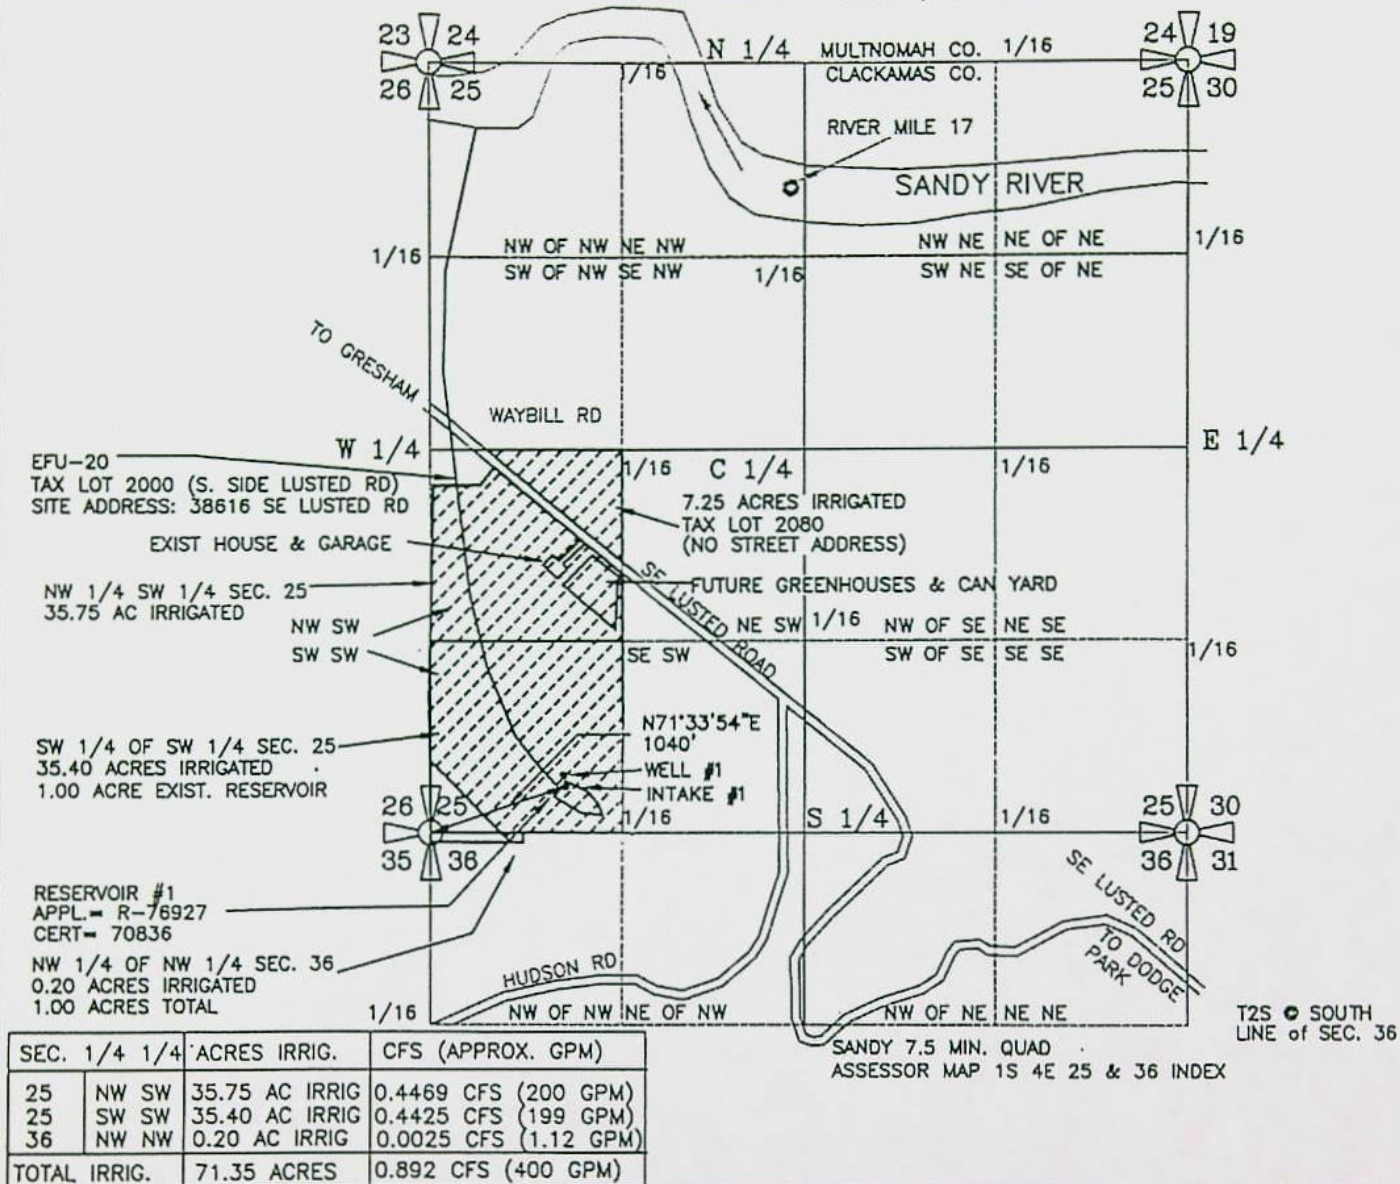 23 24
26 25
N 1/4
MULTNOMAH CO.
CLACKAMAS CO.
1/16
24 19
25 30
1/16
RIVER MILE 17
SANDY RIVER
1/16
NW OF NW NE NW
SW OF NW SE NW
1/16
NW NE NE OF NE
SW NE SE OF NE
1/16
TO GRESHAM
WAYBILL RD
W 1/4
E 1/4
1/16
C 1/4
1/16
EFU-20
TAX LOT 2000 (S. SIDE LUSTED RD)
SITE ADDRESS: 38616 SE LUSTED RD
7.25 ACRES IRRIGATED
TAX LOT 2080
(NO STREET ADDRESS)
EXIST HOUSE & GARAGE
FUTURE GREENHOUSES & CAN YARD
SE LUSTED ROAD
NW 1/4 SW 1/4 SEC. 25
35.75 AC IRRIGATED
NW SW
SW SW
NE SW
SE SW
1/16
NW OF SE NE SE
SW OF SE SE SE
1/16
N71°33'54"E
1040'
WELL #1
INTAKE #1
SW 1/4 OF SW 1/4 SEC. 25
35.40 ACRES IRRIGATED
1.00 ACRE EXIST. RESERVOIR
26 25
35 36
1/16
S 1/4
1/16
25 30
36 31
RESERVOIR #1
APPL.= R-76927
CERT= 70836
NW 1/4 OF NW 1/4 SEC. 36
0.20 ACRES IRRIGATED
1.00 ACRES TOTAL
SE LUSTED RD
TO DODGE
PARK
HUDSON RD
1/16
NW OF NW NE OF NW
NW OF NE NE NE
T2S @ SOUTH
LINE of SEC. 36
SANDY 7.5 MIN. QUAD
ASSESSOR MAP 1S 4E 25 & 36 INDEX
SEC. 1/4 1/4 ACRES IRRIG. CFS (APPROX. GPM)
25 NW SW 35.75 AC IRRIG 0.4469 CFS (200 GPM)
25 SW SW 35.40 AC IRRIG 0.4425 CFS (199 GPM)
36 NW NW 0.20 AC IRRIG 0.0025 CFS (1.12 GPM)
TOTAL IRRIG. 71.35 ACRES 0.892 CFS (400 GPM)